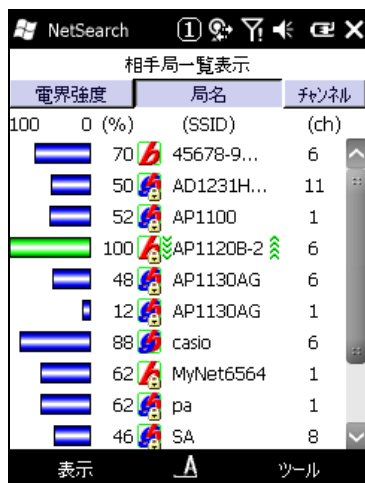 NetSearch 1
相手局一覧表示
電界強度 局名 チャンネル
100 0 (%) (SSID) (ch)
70 45678-9... 6
50 AD1231H... 11
52 AP1100 1
100 AP1120B-2 6
48 AP1130AG 6
12 AP1130AG 1
88 casio 6
62 MyNet6564 1
62 pa 1
46 SA 8
表示 A ツール